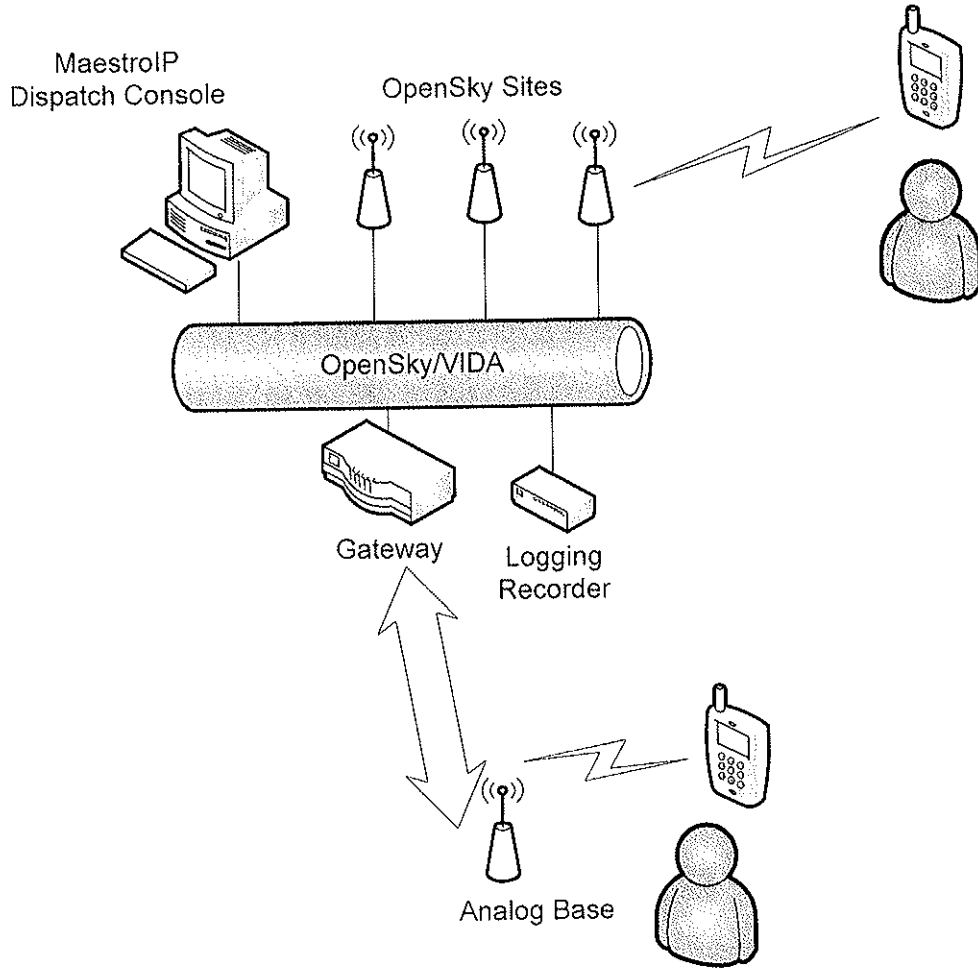 MaestroIP
Dispatch Console
OpenSky Sites
OpenSky/VIDA
Gateway
Logging
Recorder
Analog Base